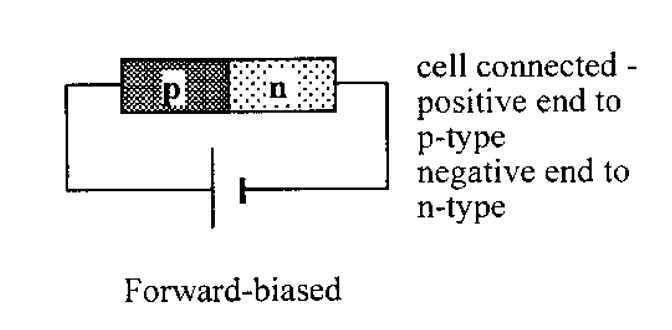 p
n
cell connected -
positive end to
p-type
negative end to
n-type
Forward-biased